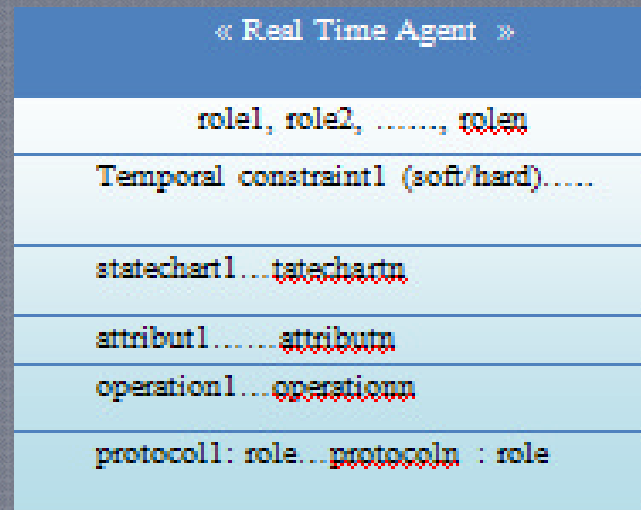 « Real Time Agent »
role1, role2, ……, rolen
Temporal constraint1 (soft/hard)…..
statechart1…tatechartn
attribut1……attributn
operation1…operationn
protocol1: role…protocoln : role